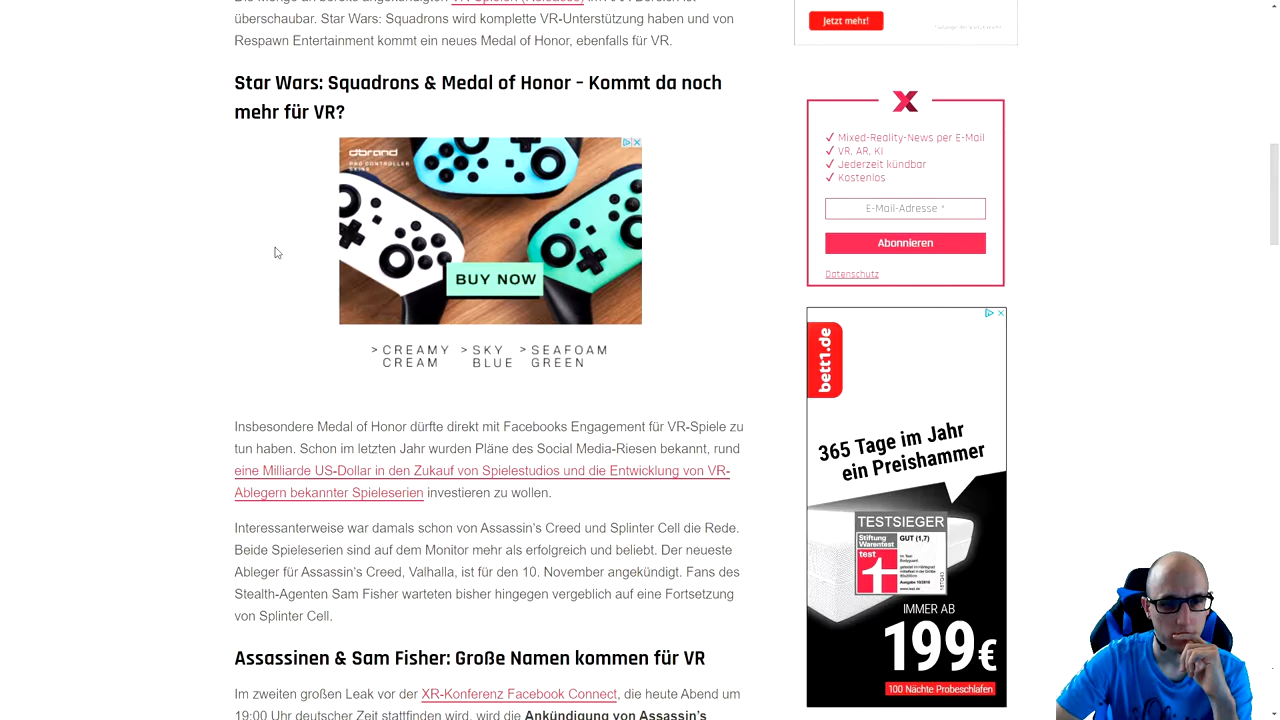 überschaubar. Star Wars: Squadrons wird komplette VR-Unterstützung haben und von
Respawn Entertainment kommt ein neues Medal of Honor, ebenfalls für VR.
Star Wars: Squadrons & Medal of Honor – Kommt da noch
mehr für VR?
dbrand
PRO CONTROLLER
SKINS
BUY NOW
> CREAMY CREAM > SKY BLUE > SEAFOAM GREEN
Insbesondere Medal of Honor dürfte direkt mit Facebooks Engagement für VR-Spiele zu
tun haben. Schon im letzten Jahr wurden Pläne des Social Media-Riesen bekannt, rund
eine Milliarde US-Dollar in den Zukauf von Spielestudios und die Entwicklung von VR-
Ablegern bekannter Spieleserien investieren zu wollen.
Interessanterweise war damals schon von Assassin's Creed und Splinter Cell die Rede.
Beide Spieleserien sind auf dem Monitor mehr als erfolgreich und beliebt. Der neueste
Ableger für Assassin's Creed, Valhalla, ist für den 10. November angekündigt. Fans des
Stealth-Agenten Sam Fisher warteten bisher hingegen vergeblich auf eine Fortsetzung
von Splinter Cell.
Assassinen & Sam Fisher: Große Namen kommen für VR
Im zweiten großen Leak vor der XR-Konferenz Facebook Connect, die heute Abend um
19:00 Uhr deutscher Zeit stattfinden wird, wird die Ankündigung von Assassin's
Jetzt mehr!
✓ Mixed-Reality-News per E-Mail
✓ VR, AR, KI
✓ Jederzeit kündbar
✓ Kostenlos
E-Mail-Adresse *
Abonnieren
Datenschutz
bett1.de
365 Tage im Jahr
ein Preishammer
TESTSIEGER
Stiftung
Warentest
GUT (1,7)
test
IMMER AB
199€
100 Nächte Probeschlafen